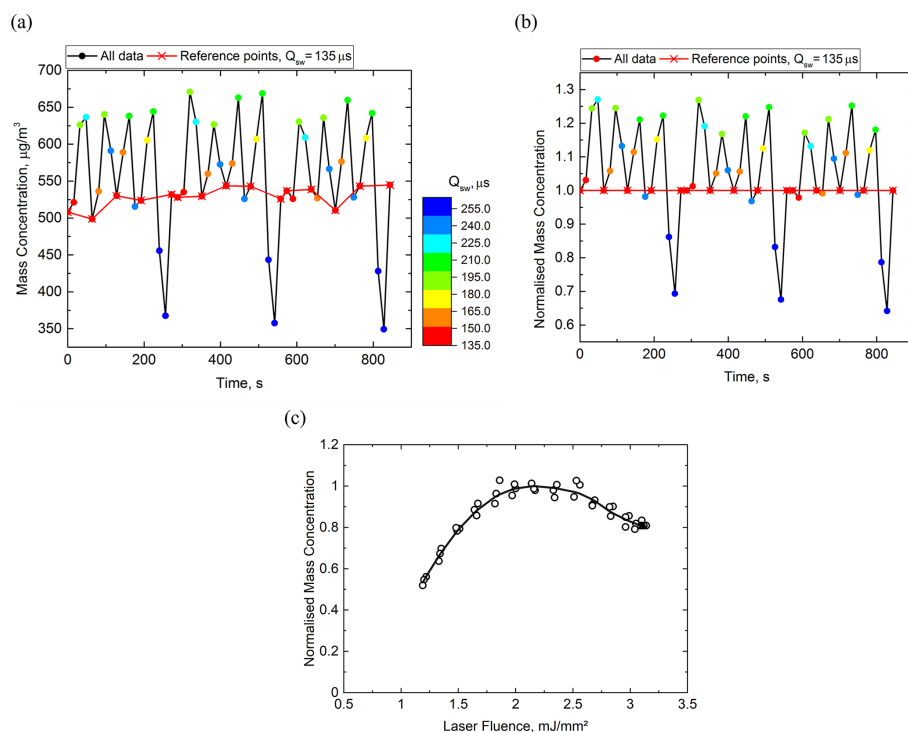 (a)
All data Reference points, Qsw = 135 µs
Mass Concentration, µg/m³
700
650
600
550
500
450
400
350
0 200 400 600 800
Time, s
Qsw, µs
255.0
240.0
225.0
210.0
195.0
180.0
165.0
150.0
135.0
(b)
All data Reference points, Qsw = 135 µs
Normalised Mass Concentration
1.3
1.2
1.1
1.0
0.9
0.8
0.7
0.6
0 200 400 600 800
Time, s
(c)
Normalised Mass Concentration
1.2
1
0.8
0.6
0.4
0.2
0
0.5 1 1.5 2 2.5 3 3.5
Laser Fluence, mJ/mm²